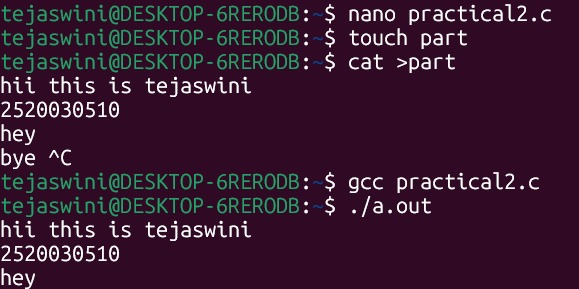 tejaswini@DESKTOP-6RERODB:~$ nano practical2.c
tejaswini@DESKTOP-6RERODB:~$ touch part
tejaswini@DESKTOP-6RERODB:~$ cat >part
hii this is tejaswini
2520030510
hey
bye ^C
tejaswini@DESKTOP-6RERODB:~$ gcc practical2.c
tejaswini@DESKTOP-6RERODB:~$ ./a.out
hii this is tejaswini
2520030510
hey